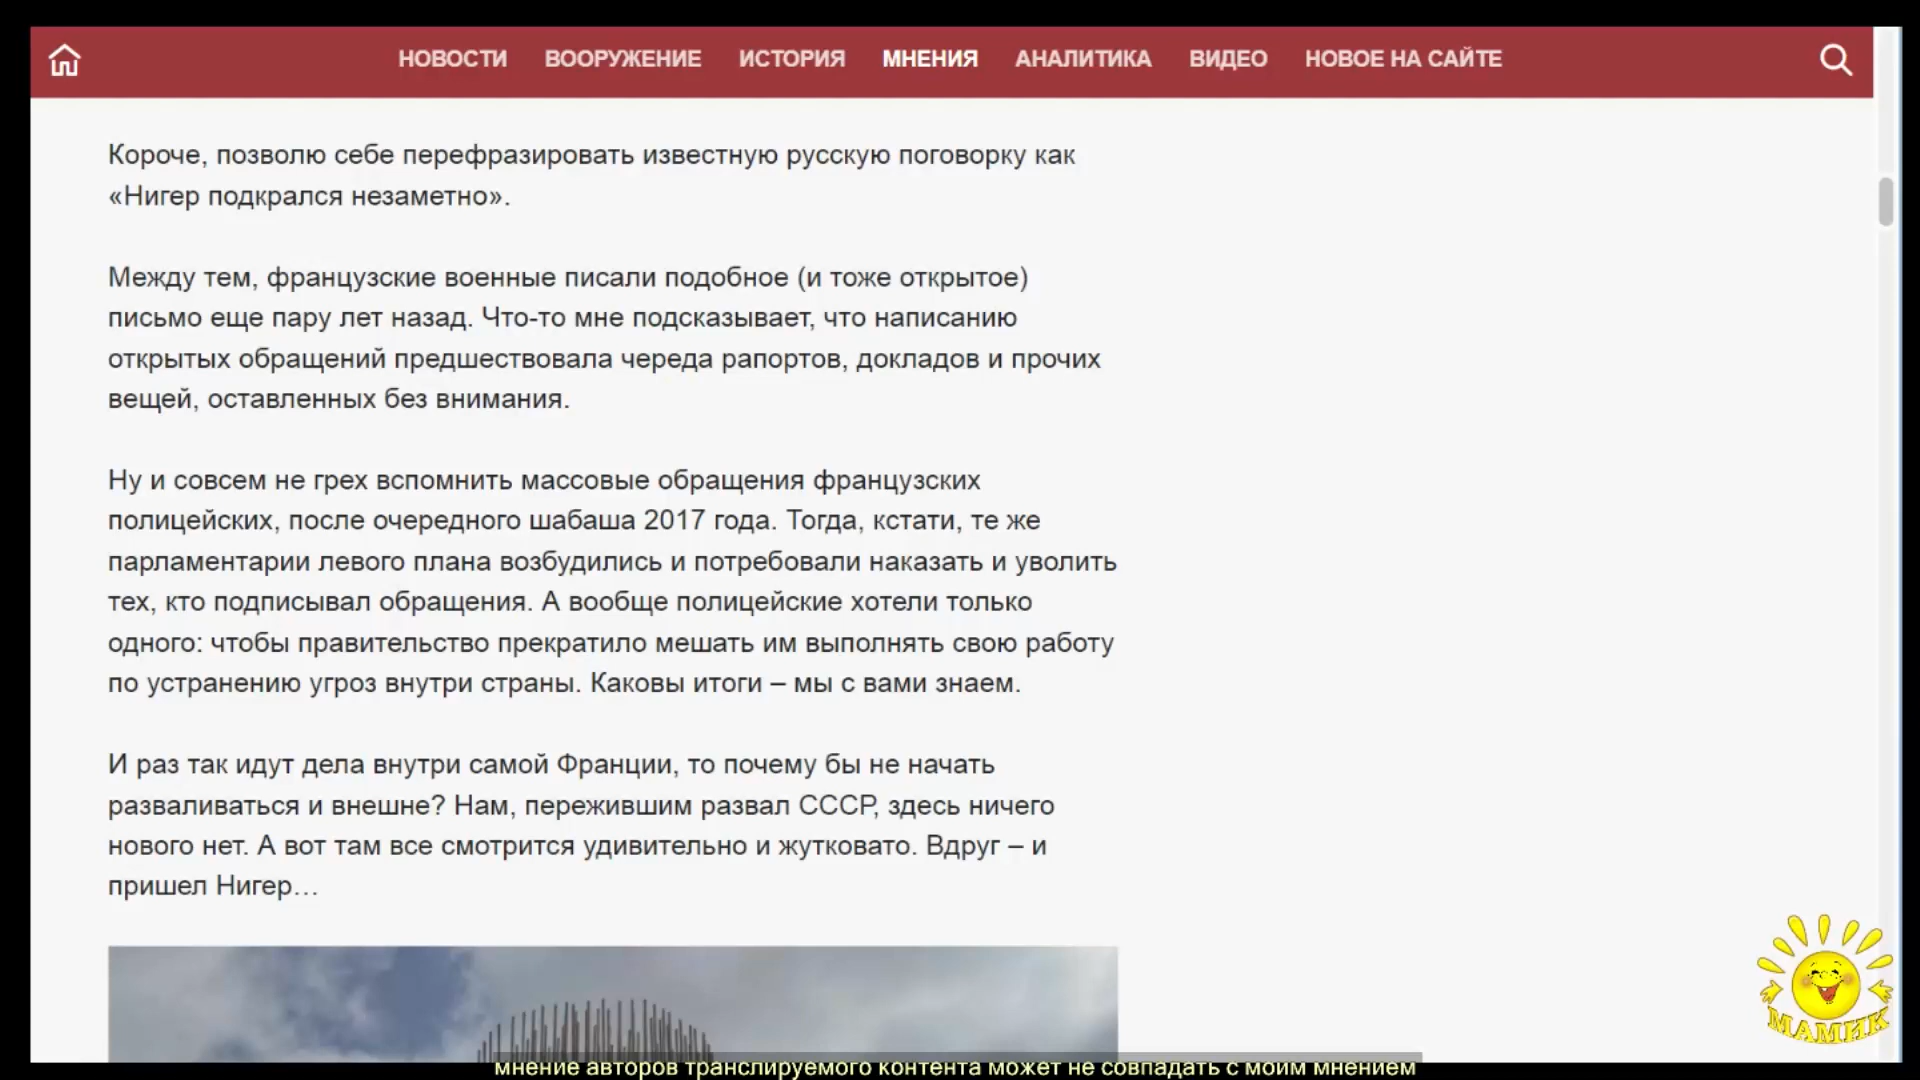 НОВОСТИ ВООРУЖЕНИЕ ИСТОРИЯ МНЕНИЯ АНАЛИТИКА ВИДЕО НОВОЕ НА САЙТЕ
Короче, позволю себе перефразировать известную русскую поговорку как
«Нигер подкрался незаметно».
Между тем, французские военные писали подобное (и тоже открытое)
письмо еще пару лет назад. Что-то мне подсказывает, что написанию
открытых обращений предшествовала череда рапортов, докладов и прочих
вещей, оставленных без внимания.
Ну и совсем не грех вспомнить массовые обращения французских
полицейских, после очередного шабаша 2017 года. Тогда, кстати, те же
парламентарии левого плана возбудились и потребовали наказать и уволить
тех, кто подписывал обращения. А вообще полицейские хотели только
одного: чтобы правительство прекратило мешать им выполнять свою работу
по устранению угроз внутри страны. Каковы итоги – мы с вами знаем.
И раз так идут дела внутри самой Франции, то почему бы не начать
разваливаться и внешне? Нам, пережившим развал СССР, здесь ничего
нового нет. А вот там все смотрится удивительно и жутковато. Вдруг – и
пришел Нигер…
МАМИК
мнение авторов транслируемого контента может не совпадать с моим мнением